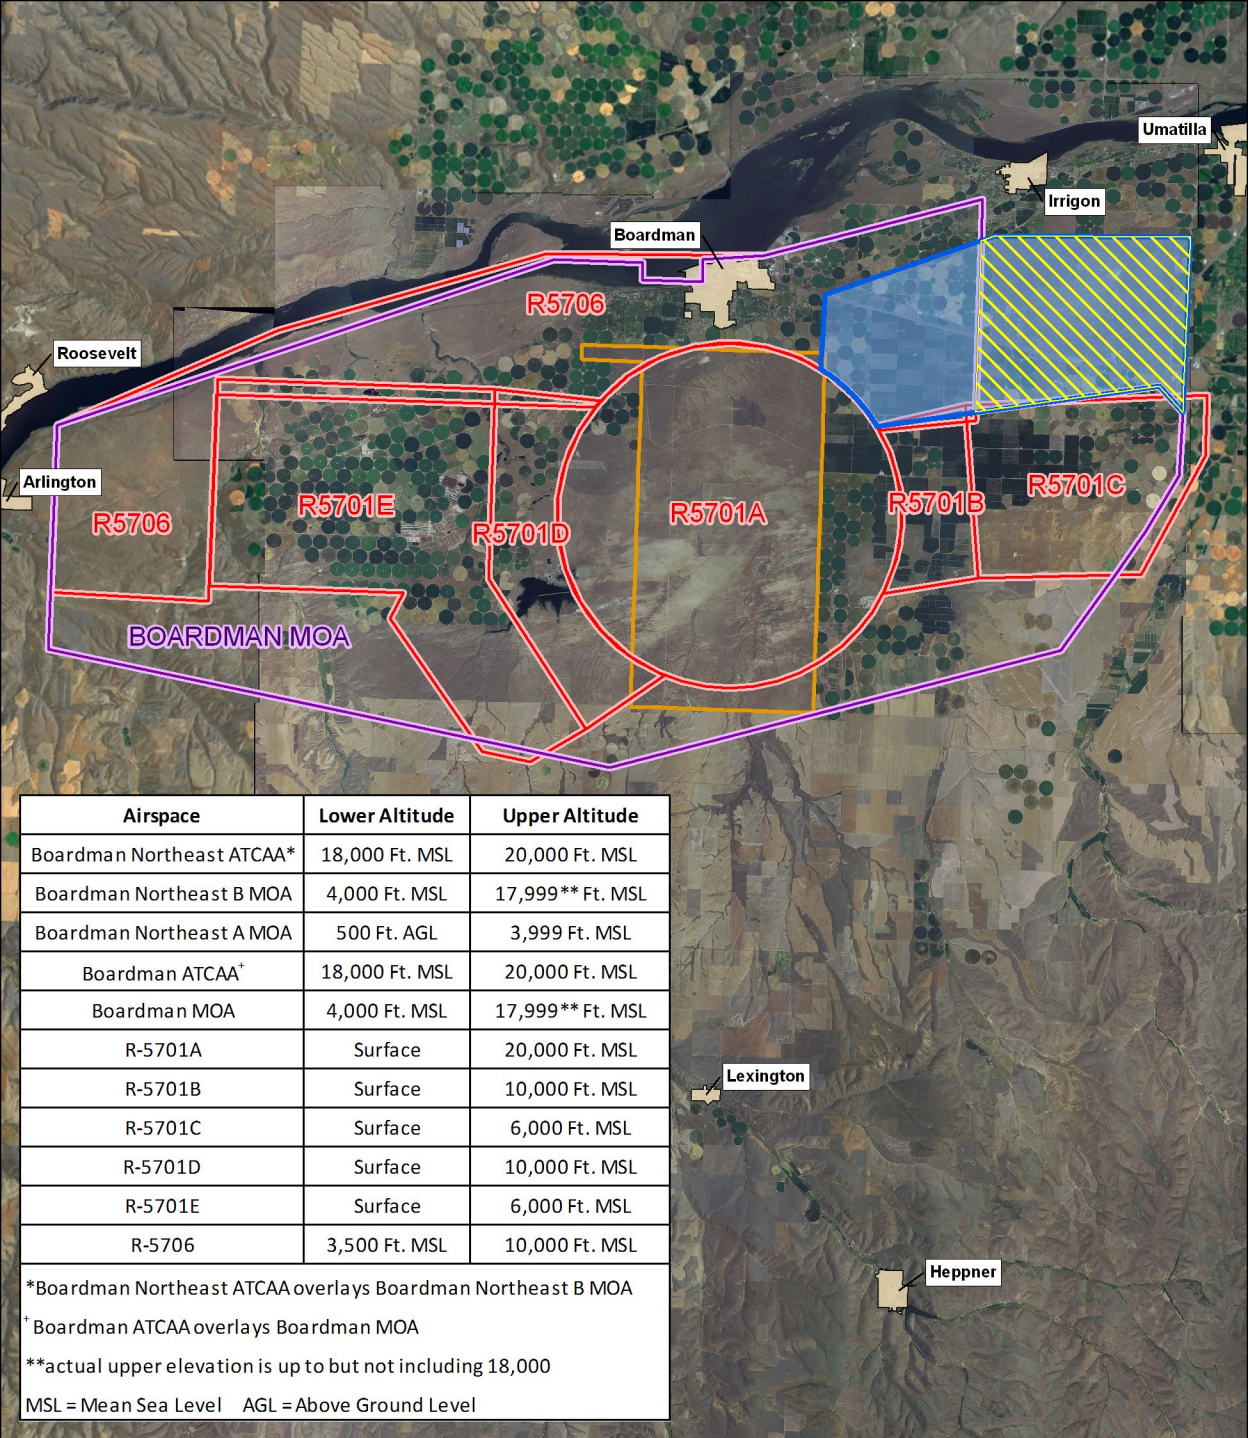 Umatilla
Irrigon
Boardman
R5706
Roosevelt
Arlington
R5706
R5701E
R5701D
R5701A
R5701B
R5701C
BOARDMAN MOA
Airspace Lower Altitude Upper Altitude
Boardman Northeast ATCAA* 18,000 Ft. MSL 20,000 Ft. MSL
Boardman Northeast B MOA 4,000 Ft. MSL 17,999** Ft. MSL
Boardman Northeast A MOA 500 Ft. AGL 3,999 Ft. MSL
Boardman ATCAA+ 18,000 Ft. MSL 20,000 Ft. MSL
Boardman MOA 4,000 Ft. MSL 17,999** Ft. MSL
R-5701A Surface 20,000 Ft. MSL
R-5701B Surface 10,000 Ft. MSL
R-5701C Surface 6,000 Ft. MSL
R-5701D Surface 10,000 Ft. MSL
R-5701E Surface 6,000 Ft. MSL
R-5706 3,500 Ft. MSL 10,000 Ft. MSL
*Boardman Northeast ATCAA overlays Boardman Northeast B MOA
+ Boardman ATCAA overlays Boardman MOA
**actual upper elevation is up to but not including 18,000
MSL = Mean Sea Level AGL = Above Ground Level
Lexington
Heppner